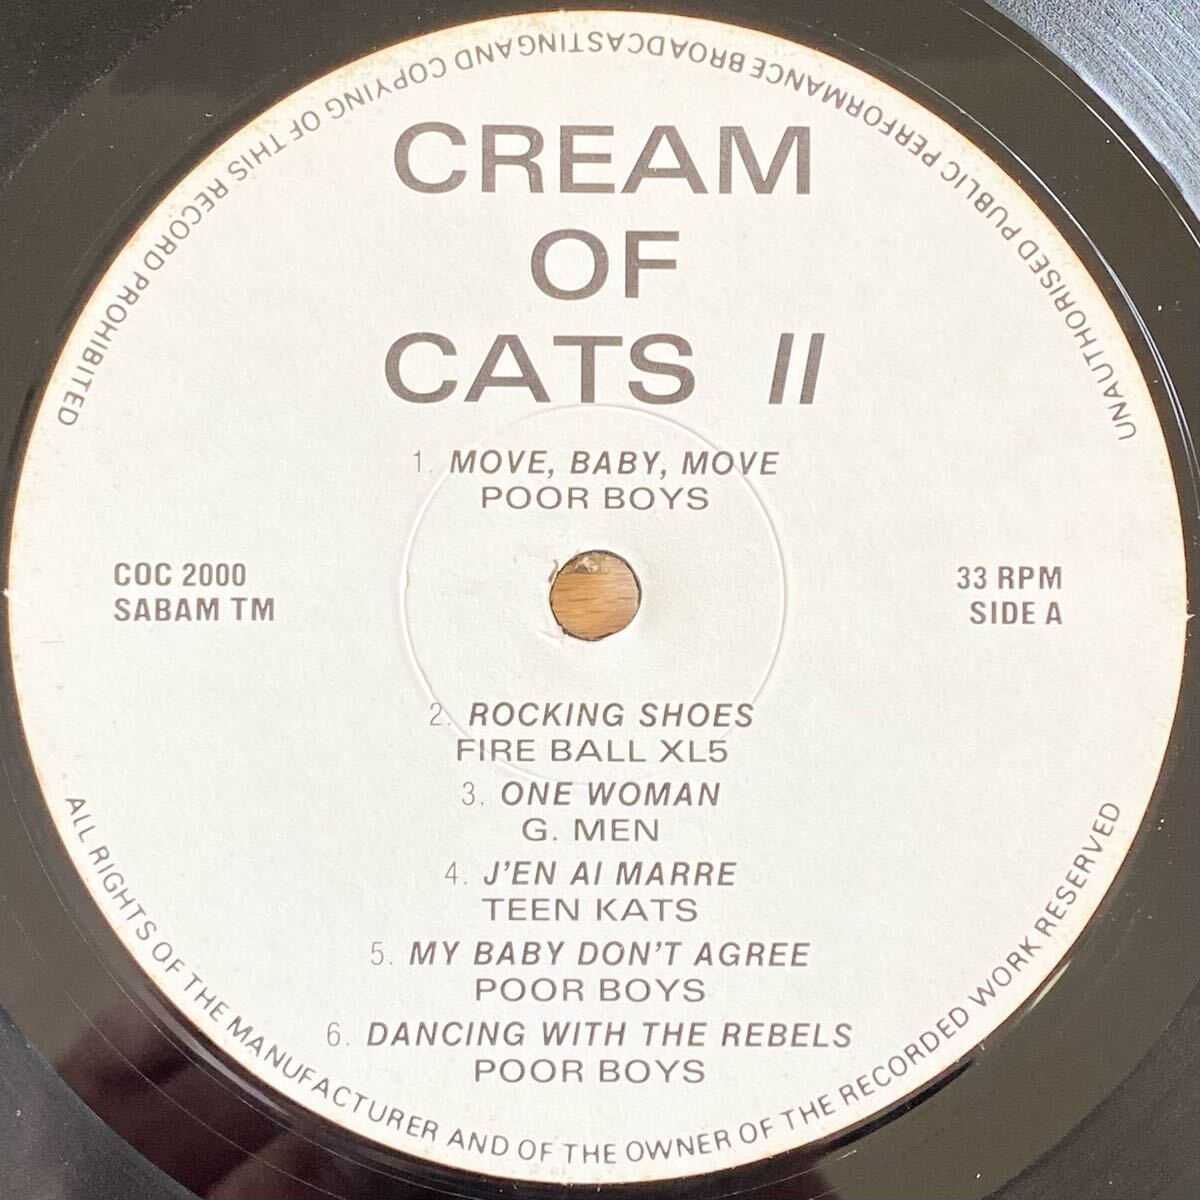 CREAM
OF
CATS II
1. MOVE, BABY, MOVE
POOR BOYS
COC 2000
SABAM TM
33 RPM
SIDE A
2. ROCKING SHOES
FIRE BALL XL5
3. ONE WOMAN
G. MEN
4. J'EN AI MARRE
TEEN KATS
5. MY BABY DON'T AGREE
POOR BOYS
6. DANCING WITH THE REBELS
POOR BOYS
ALL RIGHTS OF THE MANUFACTURER AND OF THE OWNER OF THE RECORDED WORK RESERVED
UNAUTHORISED PUBLIC PERFORMANCE BROADCASTING AND COPYING OF THIS RECORD PROHIBITED